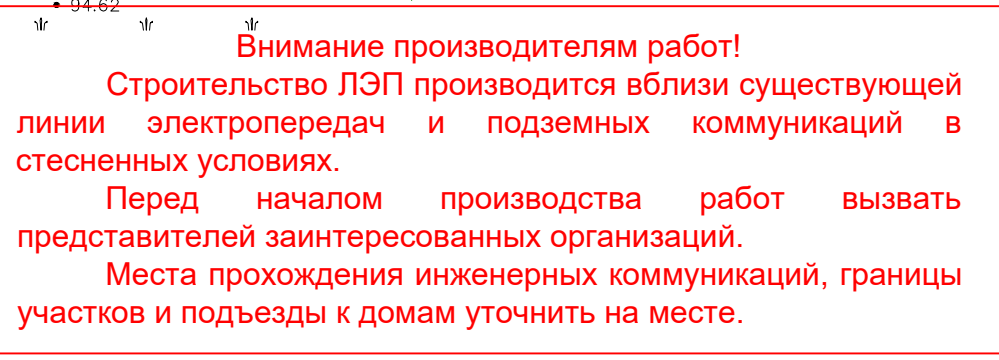 94.62
Внимание производителям работ!
Строительство ЛЭП производится вблизи существующей
линии электропередач и подземных коммуникаций в
стесненных условиях.
Перед началом производства работ вызвать
представителей заинтересованных организаций.
Места прохождения инженерных коммуникаций, границы
участков и подъезды к домам уточнить на месте.